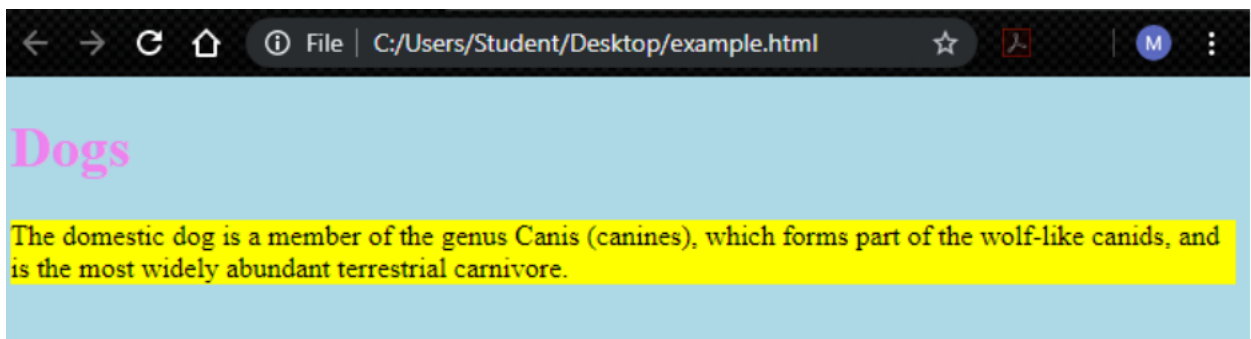 File | C:/Users/Student/Desktop/example.html M
Dogs
The domestic dog is a member of the genus Canis (canines), which forms part of the wolf-like canids, and
is the most widely abundant terrestrial carnivore.